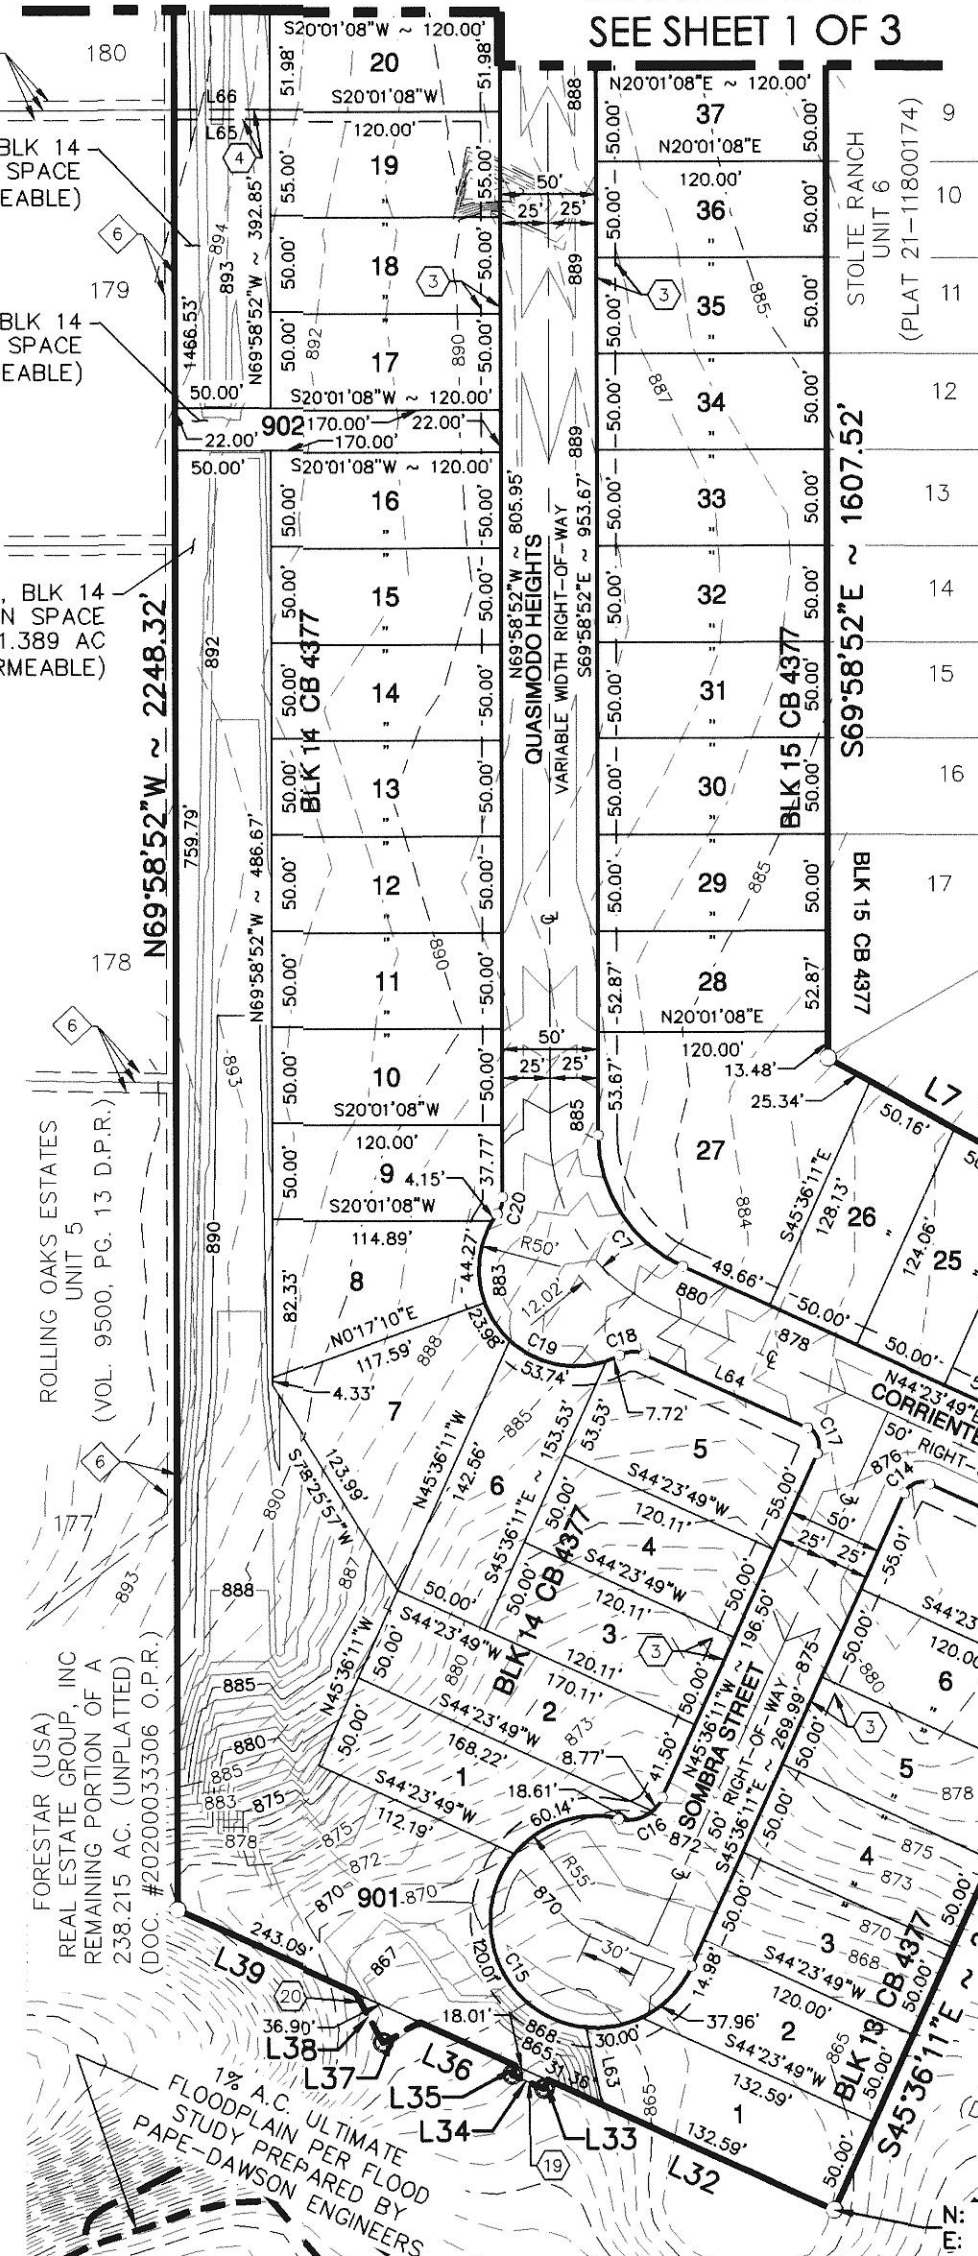 SEE SHEET 1 OF 3
180
S20°01'08"W ~ 120.00'
51.98'
20
51.98'
S20°01'08"W
L66
L65
120.00'
4
BLK 14
SPACE
EABLE)
55.00'
19
"
55.00'
6
894
893
N69°58'52"W ~ 392.85'
179
50.00'
18
"
50.00'
3
BLK 14
SPACE
EABLE)
1466.53'
892
50.00'
17
890
50.00'
S20°01'08"W ~ 120.00'
50.00'
902
170.00'
22.00'
22.00'
170.00'
50.00'
S20°01'08"W ~ 120.00'
50.00'
16
"
50.00'
, BLK 14
N SPACE
1.389 AC
RMEABLE)
N69°58'52"W ~ 2248.32'
892
50.00'
15
"
50.00'
BLK 14 CB 4377
50.00'
14
"
50.00'
50.00'
13
"
50.00'
759.79'
N69°58'52"W ~ 486.67'
50.00'
12
"
50.00'
890
178
50.00'
11
"
50.00'
893
50.00'
10
50.00'
S20°01'08"W
120.00'
6
50.00'
9
37.77'
4.15'
S20°01'08"W
C20
114.89'
8
82.33'
44.27'
883
890
N0°17'10"E
117.59'
23.98'
888
4.33'
888
50'
25'
25'
889
889
N69°58'52"W ~ 805.95'
QUASIMODO HEIGHTS
VARIABLE WIDTH RIGHT-OF-WAY
S69°58'52"E ~ 953.67'
50'
25'
25'
885
53.67'
N20°01'08"E ~ 120.00'
50.00'
37
50.00'
N20°01'08"E
120.00'
50.00'
36
"
50.00'
3
50.00'
35
"
50.00'
885
887
50.00'
34
"
50.00'
50.00'
33
"
50.00'
50.00'
32
"
50.00'
50.00'
31
"
50.00'
BLK 15 CB 4377
50.00'
30
"
50.00'
50.00'
29
"
50.00'
885
52.87'
28
52.87'
N20°01'08"E
120.00'
13.48'
25.34'
STOLTE RANCH
UNIT 6
(PLAT 21-11800174)
9
10
11
12
13
14
15
16
17
S69°58'52"E ~ 1607.52'
BLK 15 CB 4377
L7
50.16'
27
884
S45°36'11"E
128.13'
26
"
124.06'
25
"
R50'
12.02'
C7
49.66'
880
50.00'
878
50.00'
C19
C18
53.74'
L64
7.72'
N44°23'49"E
CORRIENTE
50' RIGHT-
C17
876
C14
ROLLING OAKS ESTATES
UNIT 5
(VOL. 9500, PG. 13 D.P.R.)
6
177
893
7
123.99'
S78°25'57"W
890
887
888
N45°36'11"W
142.56'
885
6
S45°36'11"E ~ 153.53'
53.53'
50.00'
50.00'
5
55.00'
S44°23'49"W
120.11'
4
S44°23'49"W
50.00'
120.11'
3
50'
25'
25'
55.01'
BLK 14 CB 4377
50.00'
S44°23'49"W
120.11'
170.11'
880
2
3
50.00'
196.50'
S44°23'49"W
168.22'
873
8.77'
41.50'
N45°36'11"W ~
50.00'
N45°36'11"W
50.00'
1
S44°23'49"W
112.19'
18.61'
60.14'
C16
872
SOMBRA STREET
50' RIGHT-OF-WAY
S45°36'11"E ~ 269.99'
875
50.00'
880
S44°23
120.00
6
"
3
50.00'
5
"
878
50.00'
875
4
"
873
50.00'
870
3
868
S44°23'49"W
120.00'
50.00'
885
880
885
883
875
878
875
872
870
870
901
870
R55'
867
120.01'
C15
30'
14.98'
37.96'
2
S44°23'49"W
132.59'
1
132.59'
865
50.00'
50.00'
BLK 13 CB 4377
S45°36'11"E ~
FORESTAR (USA)
REAL ESTATE GROUP, INC
REMAINING PORTION OF A
238.215 AC. (UNPLATTED)
(DOC. #20200033306 O.P.R.)
243.09'
L39
20
36.90'
L38
L37
18.01'
L36
868
865
30.00'
31.36'
L63
865
L35
L34
L33
19
L32
1% A.C. ULTIMATE
FLOODPLAIN PER FLOOD
STUDY PREPARED BY
PAPE-DAWSON ENGINEERS
N:
E: